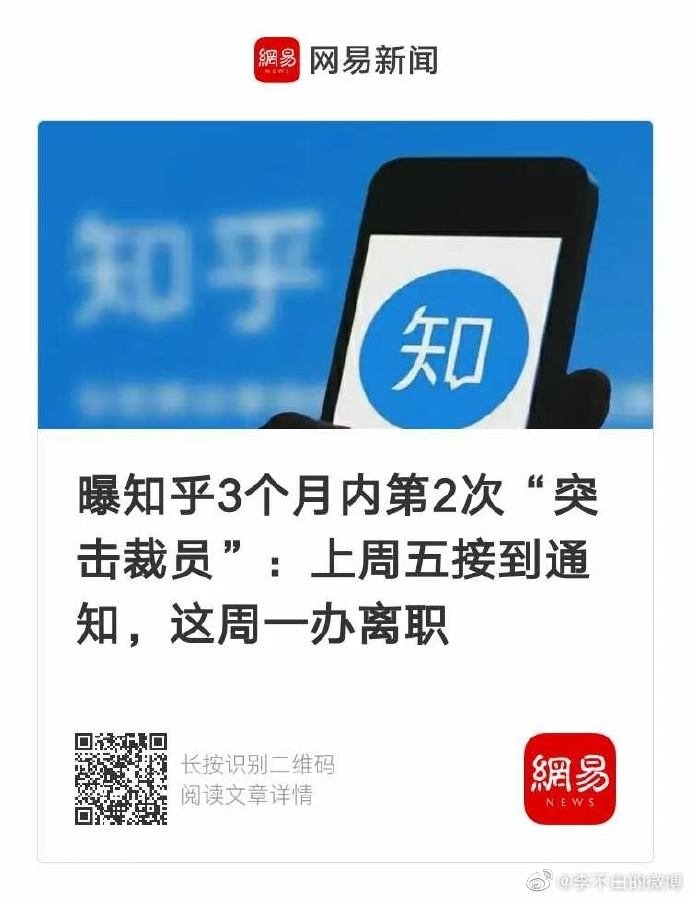 網易
NEWS
网易新闻
知乎
知
曝知乎3个月内第2次“突
击裁员”：上周五接到通
知，这周一办离职
长按识别二维码
阅读文章详情
網易
NEWS
@李不白的微博